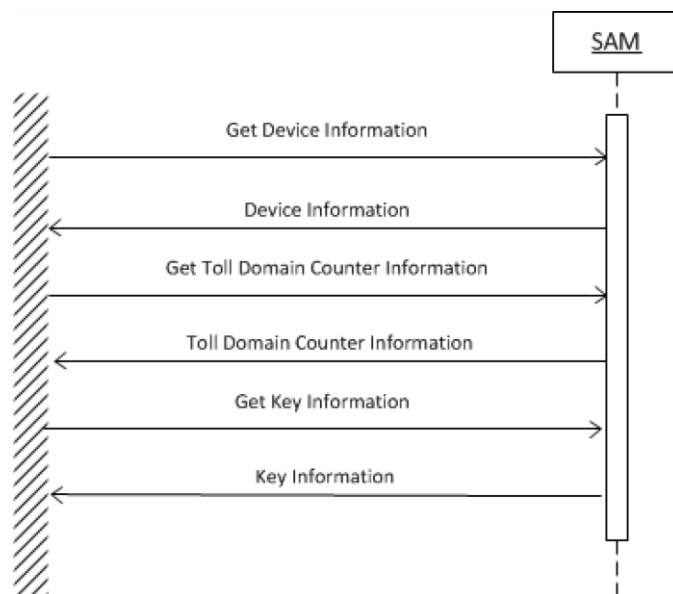 SAM
Get Device Information
Device Information
Get Toll Domain Counter Information
Toll Domain Counter Information
Get Key Information
Key Information